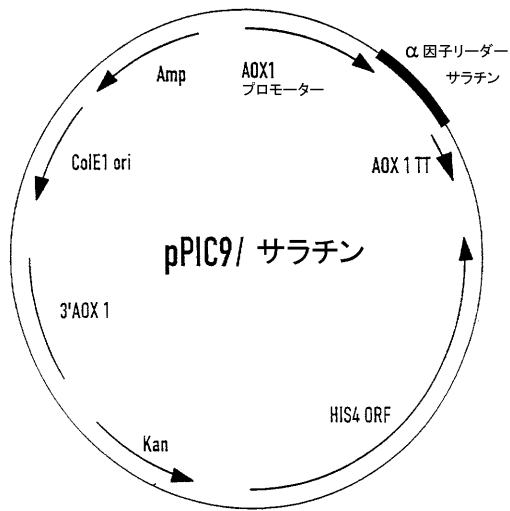 α因子リーダー
サラチン
Amp
AOX1
プロモーター
ColE1 ori
AOX 1 TT
pPIC9/ サラチン
3'AOX 1
HIS4 ORF
Kan